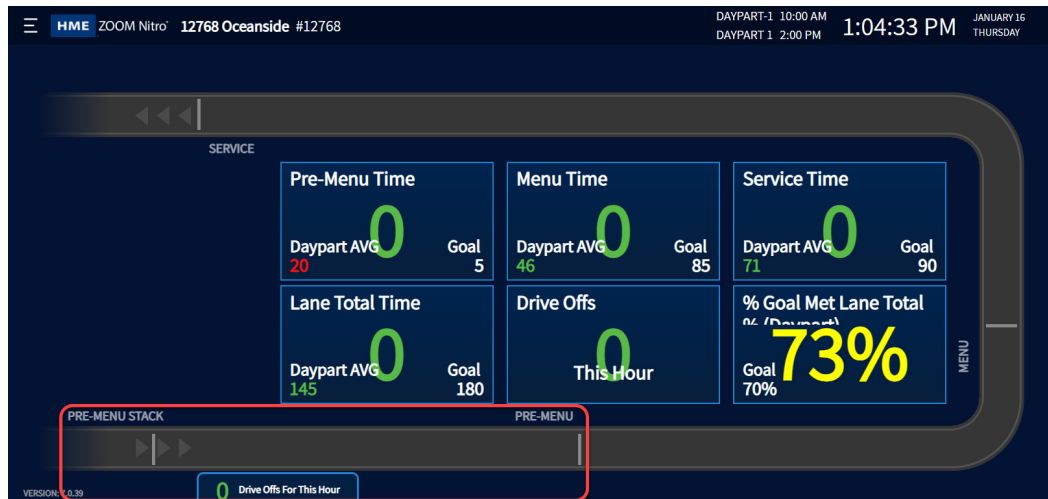 HME ZOOM Nitro 12768 Oceanside #12768
DAYPART-1 10:00 AM
DAYPART 1 2:00 PM
1:04:33 PM
JANUARY 16
THURSDAY
SERVICE
Pre-Menu Time
0
Daypart AVG Goal
20 5
Menu Time
0
Daypart AVG Goal
46 85
Service Time
0
Daypart AVG Goal
71 90
Lane Total Time
0
Daypart AVG Goal
145 180
Drive Offs
0
This Hour
% Goal Met Lane Total
% (Daypart)
73%
Goal
70%
MENU
PRE-MENU STACK
PRE-MENU
0 Drive Offs For This Hour
VERSION: .0.39